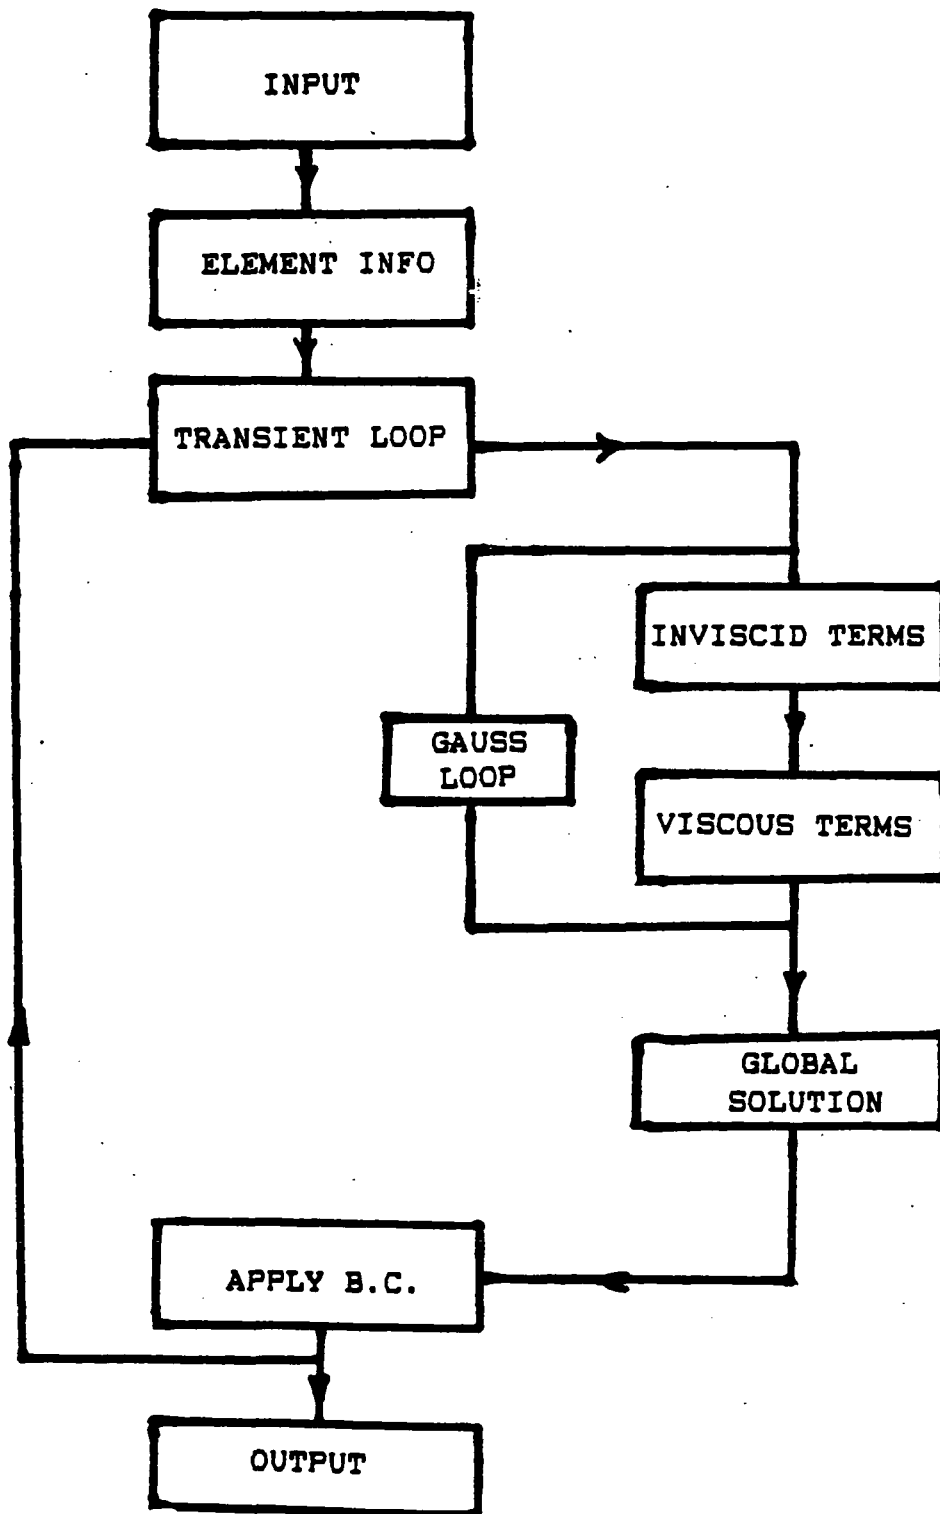 INPUT
ELEMENT INFO
TRANSIENT LOOP
INVISCID TERMS
GAUSS
LOOP
VISCOUS TERMS
GLOBAL
SOLUTION
APPLY B.C.
OUTPUT